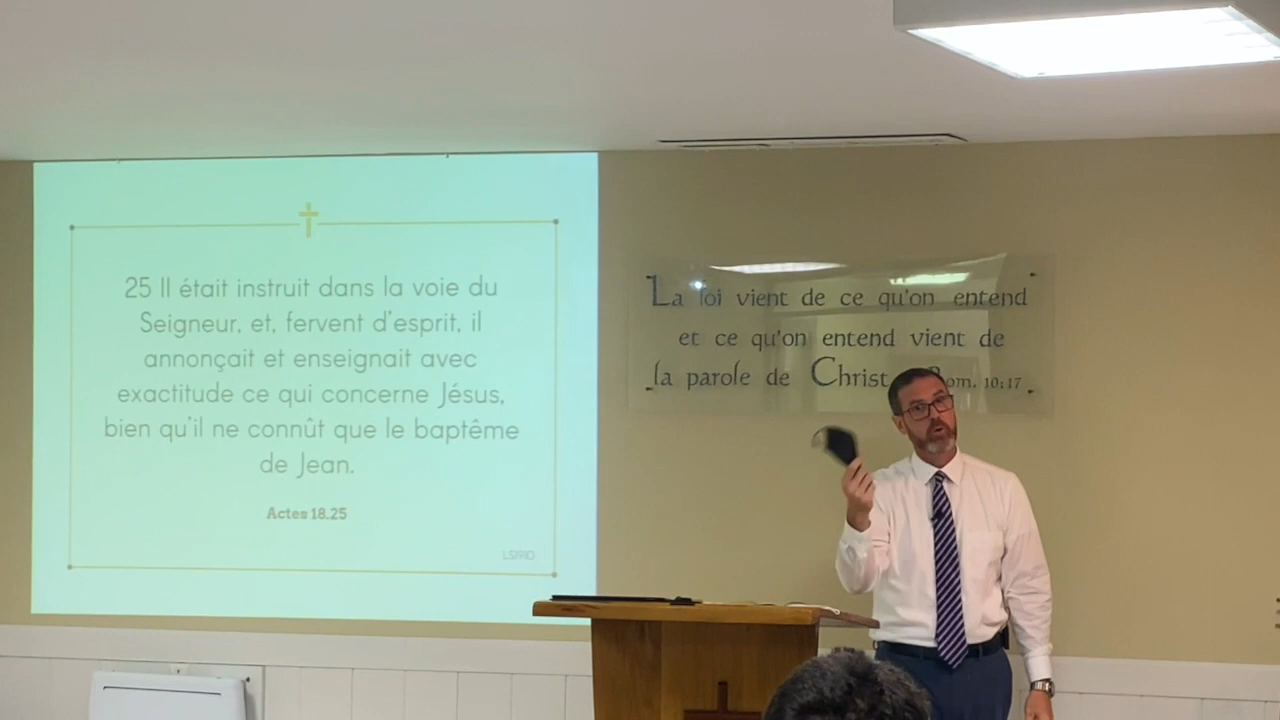 25 Il était instruit dans la voie du
Seigneur, et, fervent d'esprit, il
annonçait et enseignait avec
exactitude ce qui concerne Jésus,
bien qu'il ne connût que le baptême
de Jean.
Actes 18.25
LS1910
La foi vient de ce qu'on entend
et ce qu'on entend vient de
la parole de Christ Rom. 10:17